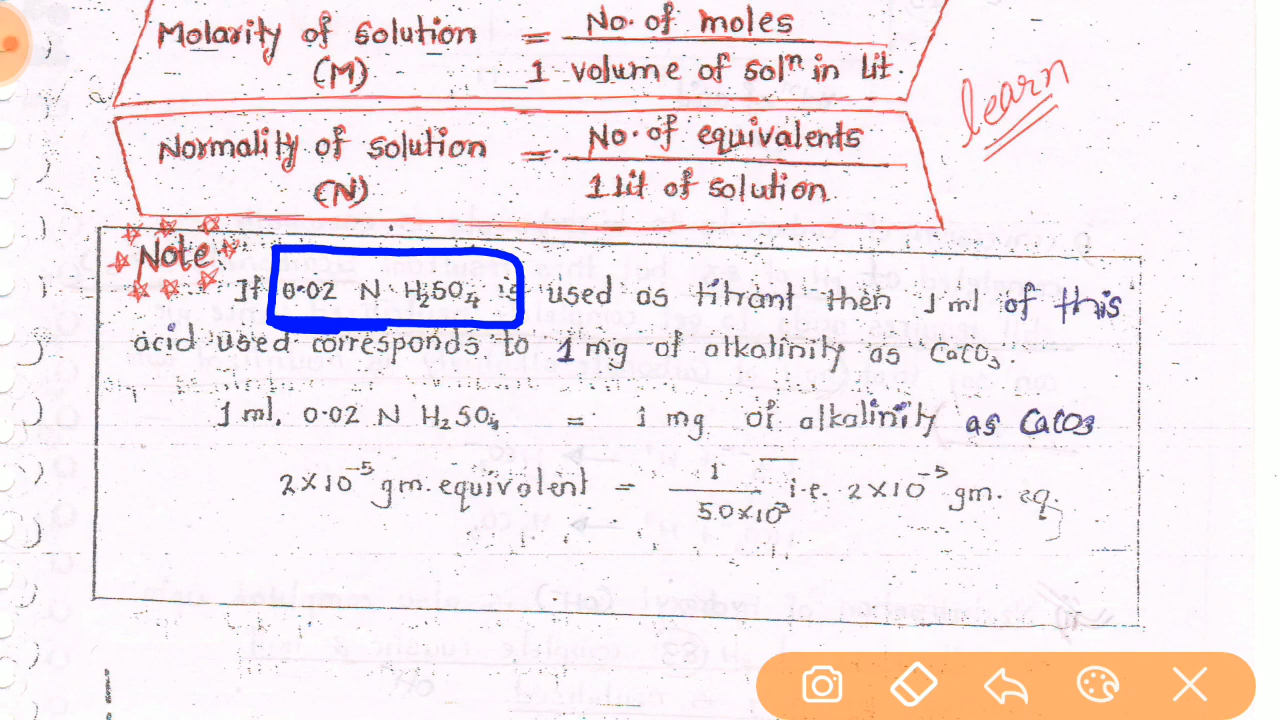 Molarity of solution = No. of moles
(M) 1 volume of solⁿ in lit.
learn
Normality of solution = No. of equivalents
(N) 1 lit of solution
Note:
If 0.02 N H₂SO₄ is used as titrant then 1 ml of this
acid used corresponds to 1 mg of alkalinity as CaCO₃.
1 ml, 0.02 N H₂SO₄ = 1 mg of alkalinity as CaCO3
2×10⁻⁵ gm. equivalent = 1 / 50×10³ i.e. 2×10⁻⁵ gm. eq.